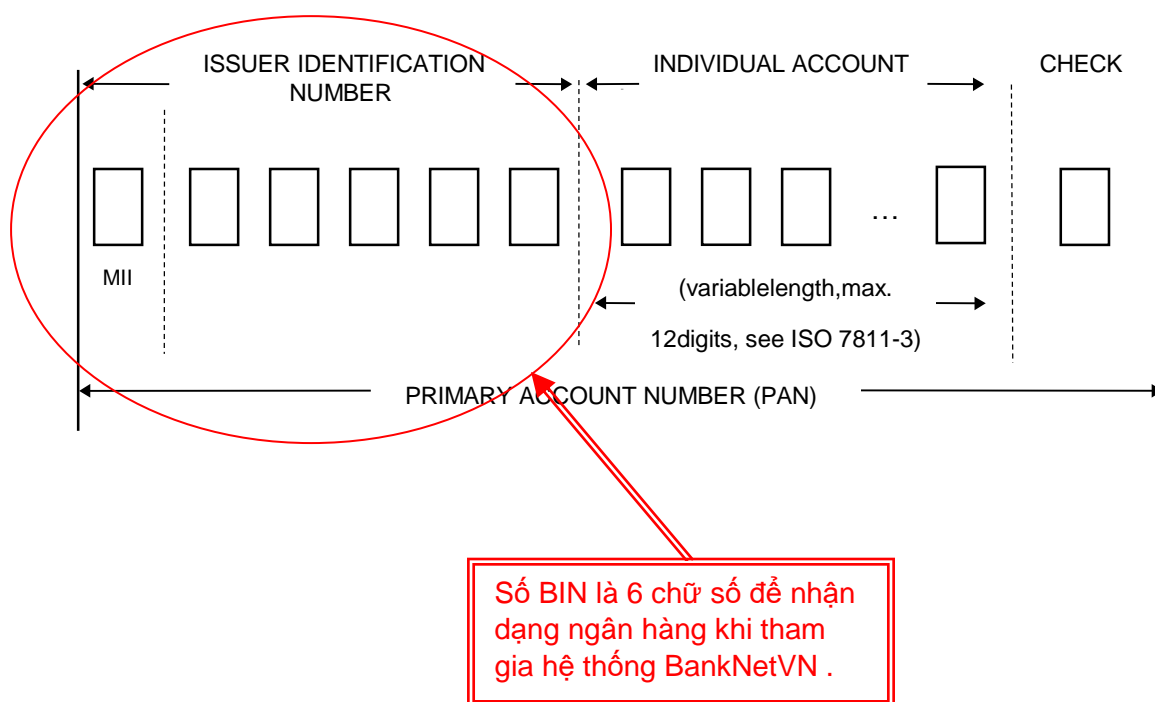 ISSUER IDENTIFICATION
NUMBER
INDIVIDUAL ACCOUNT
CHECK
…
MII
(variablelength,max.
12digits, see ISO 7811-3)
PRIMARY ACCOUNT NUMBER (PAN)
Số BIN là 6 chữ số để nhận
dạng ngân hàng khi tham
gia hệ thống BankNetVN .